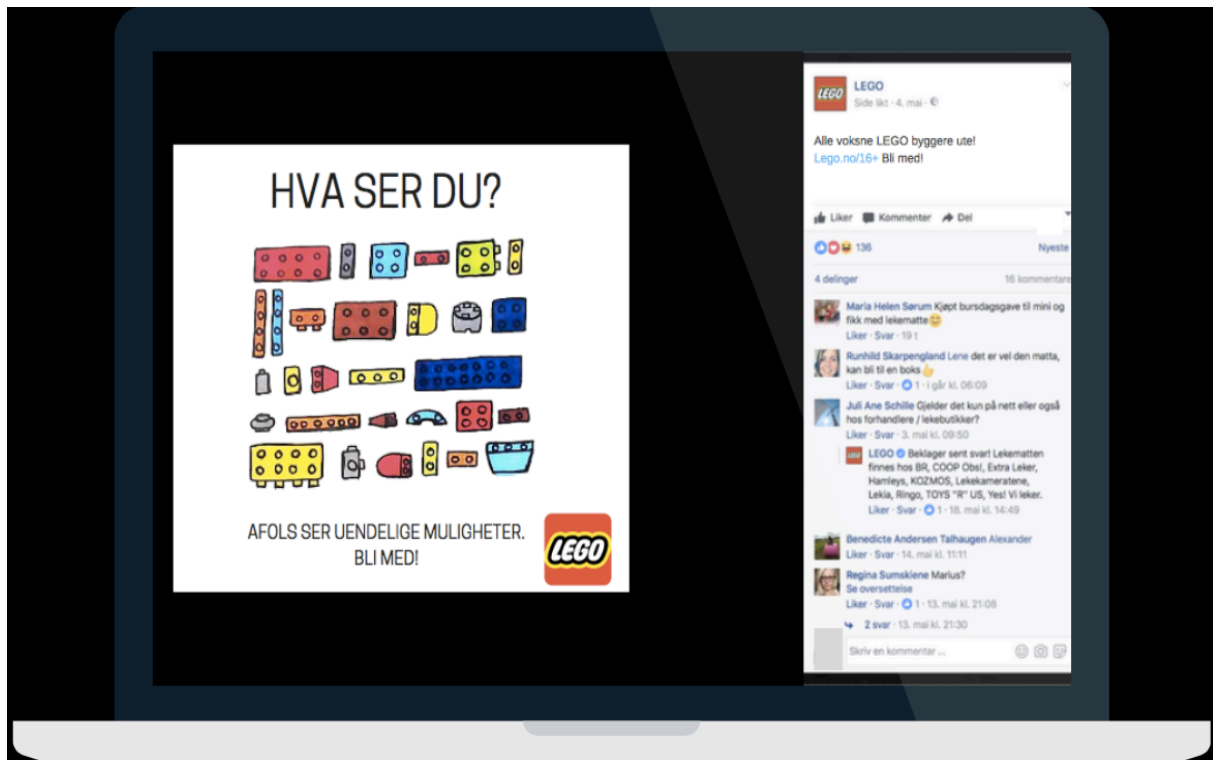 HVA SER DU?
AFOLS SER UENDELIGE MULIGHETER.
BLI MED!
LEGO
LEGO
LEGO
Side likt · 4. mai ·
Alle voksne LEGO byggere ute!
Lego.no/16+ Bli med!
Liker Kommenter Del
136 Nyeste
4 delinger 16 kommentare
Maria Helen Sørum Kjøpt bursdagsgave til mini og
fikk med lekematte
Liker · Svar · 19 t
Runhild Skarpengland Lene det er vel den matta,
kan bli til en boks
Liker · Svar · 1 · i går kl. 06:09
Juli Ane Schille Gjelder det kun på nett eller også
hos forhandlere / lekebutikker?
Liker · Svar · 3. mai kl. 09:50
LEGO Beklager sent svar! Lekematten
finnes hos BR, COOP Obs!, Extra Leker,
Hamleys, KOZMOS, Lekekameratene,
Lekia, Ringo, TOYS "R" US, Yes! Vi leker.
Liker · Svar · 1 · 18. mai kl. 14:49
Benedicte Andersen Talhaugen Alexander
Liker · Svar · 14. mai kl. 11:11
Regina Sumskiene Marius?
Se oversettelse
Liker · Svar · 1 · 13. mai kl. 21:08
2 svar · 13. mai kl. 21:30
Skriv en kommentar ...